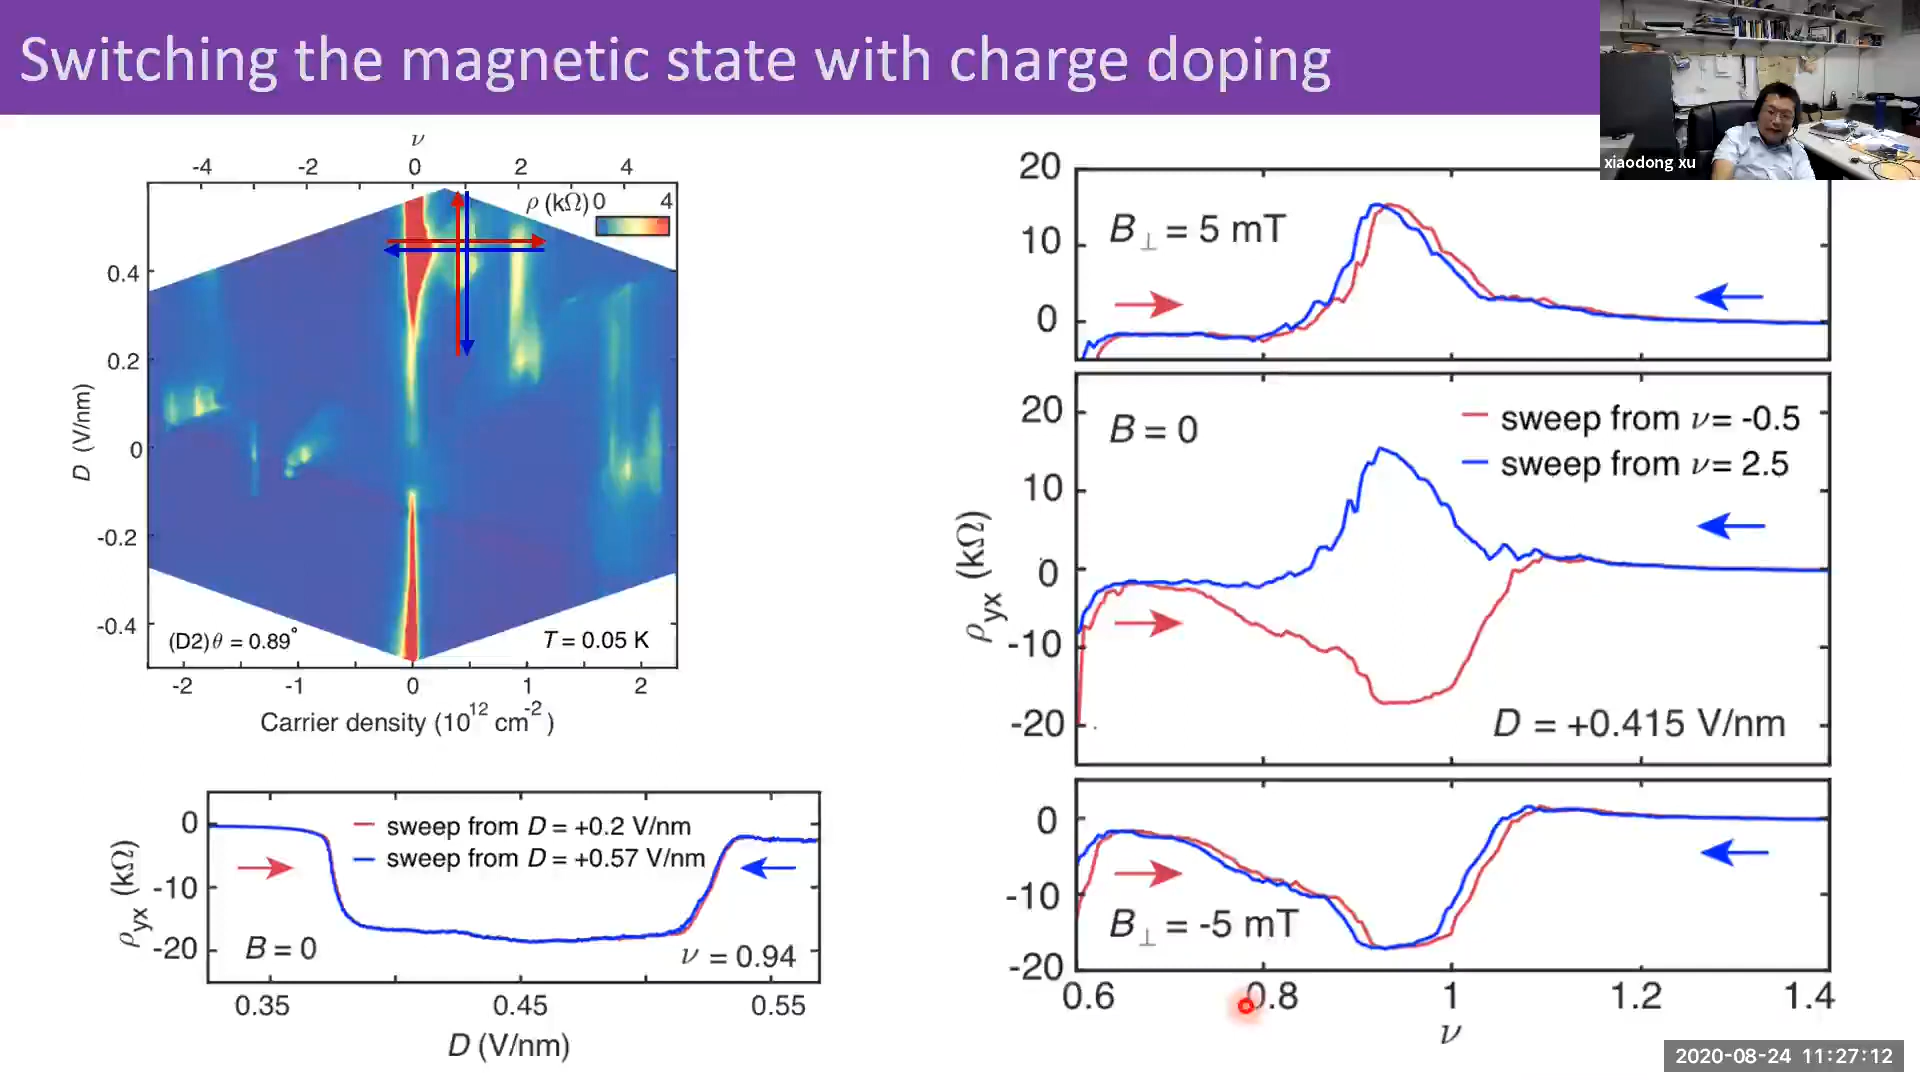 Switching the magnetic state with charge doping
xiaodong xu
ν
-4 -2 0 2 4
ρ (kΩ) 0 4
D (V/nm)
0.4
0.2
0
-0.2
-0.4
(D2) θ = 0.89°
T = 0.05 K
-2 -1 0 1 2
Carrier density (10¹² cm⁻²)
ρyx (kΩ)
0
-10
-20
sweep from D = +0.2 V/nm
sweep from D = +0.57 V/nm
B = 0
ν = 0.94
0.35 0.45 0.55
D (V/nm)
20
10
0
B⊥ = 5 mT
ρyx (kΩ)
20
10
0
-10
-20
B = 0
sweep from ν = -0.5
sweep from ν = 2.5
D = +0.415 V/nm
0
-10
-20
B⊥ = -5 mT
0.6 0.8 1 1.2 1.4
ν
2020-08-24 11:27:12